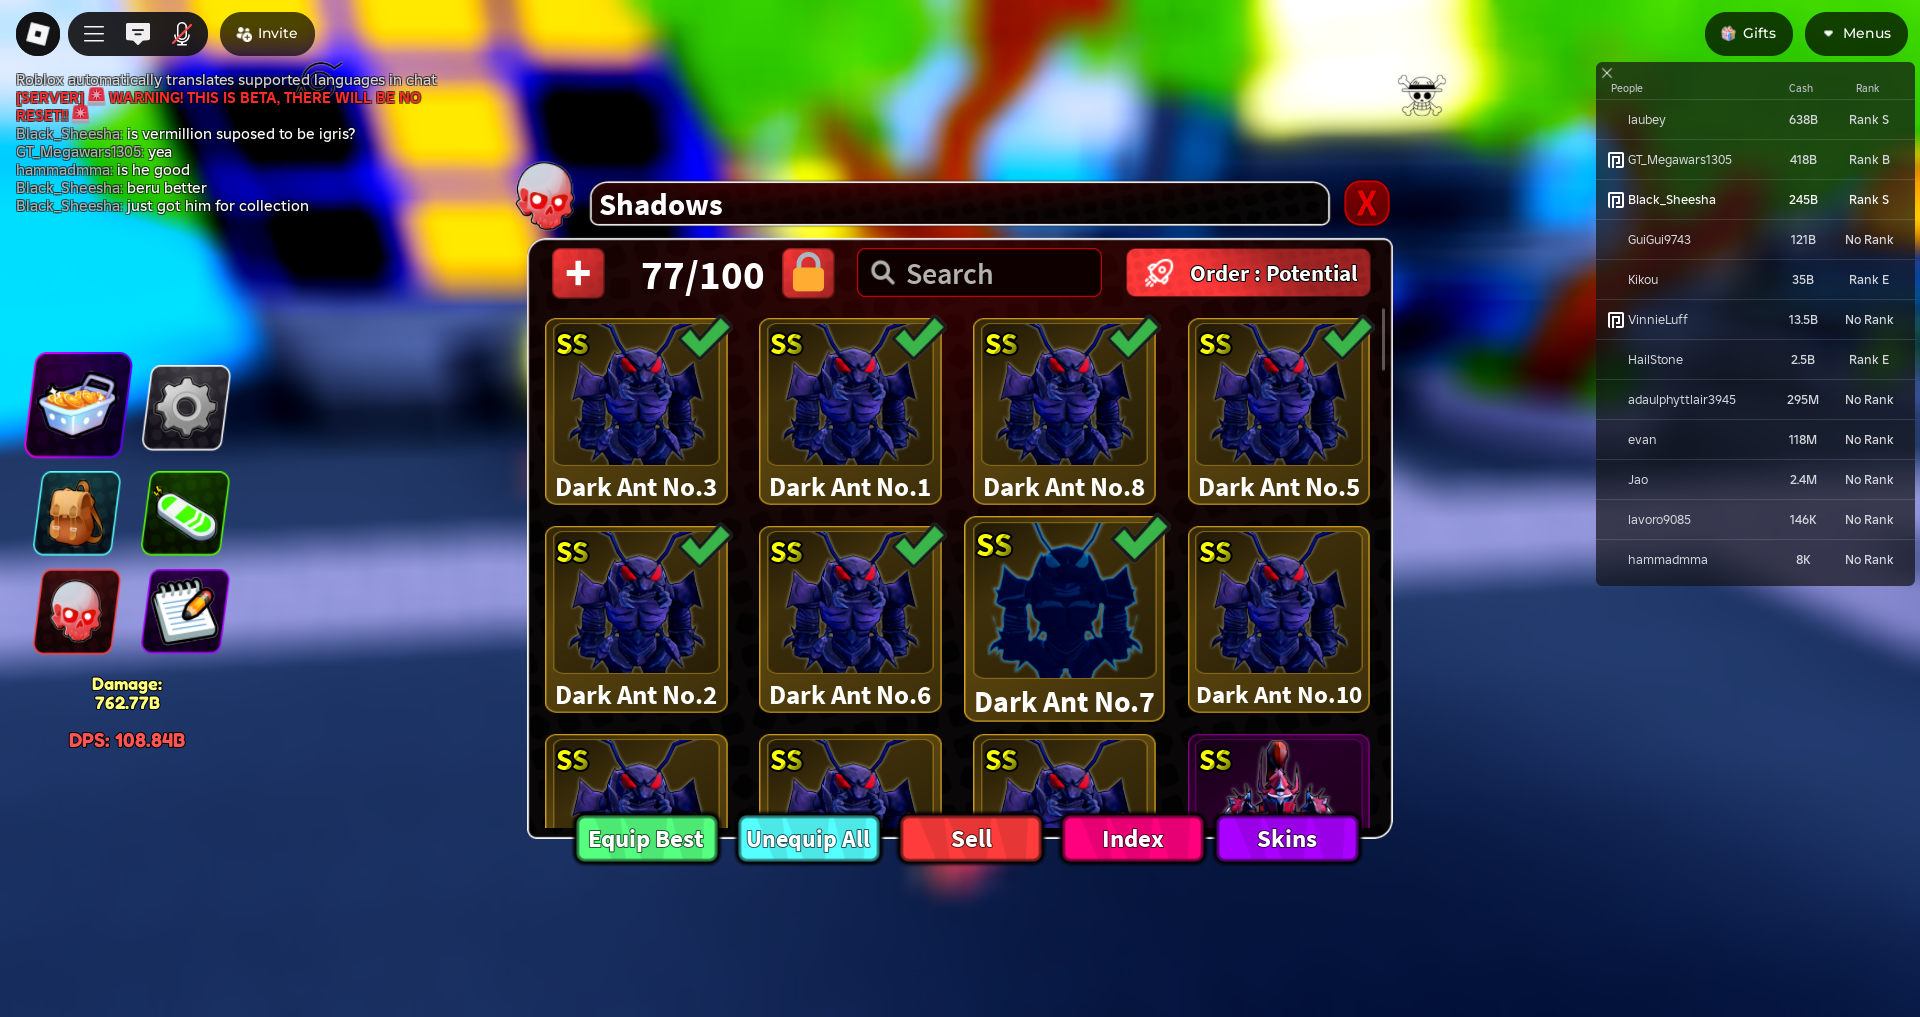 Invite
Gifts
Menus
Roblox automatically translates supported languages in chat
[SERVER] 🚨 WARNING! THIS IS BETA, THERE WILL BE NO
RESET!! 🚨
Black_Sheesha: is vermillion suposed to be igris?
GT_Megawars1305: yea
hammadmma: is he good
Black_Sheesha: beru better
Black_Sheesha: just got him for collection
People Cash Rank
laubey 638B Rank S
GT_Megawars1305 418B Rank B
Black_Sheesha 245B Rank S
GuiGui9743 121B No Rank
Kikou 35B Rank E
VinnieLuff 13.5B No Rank
HailStone 2.5B Rank E
adaulphyttlair3945 295M No Rank
evan 118M No Rank
Jao 2.4M No Rank
lavoro9085 146K No Rank
hammadmma 8K No Rank
Shadows
X
+ 77/100 Search Order : Potential
SS SS SS SS
Dark Ant No.3 Dark Ant No.1 Dark Ant No.8 Dark Ant No.5
SS SS SS SS
Dark Ant No.2 Dark Ant No.6 Dark Ant No.7 Dark Ant No.10
SS SS SS SS
Equip Best Unequip All Sell Index Skins
Damage:
762.77B
DPS: 108.84B